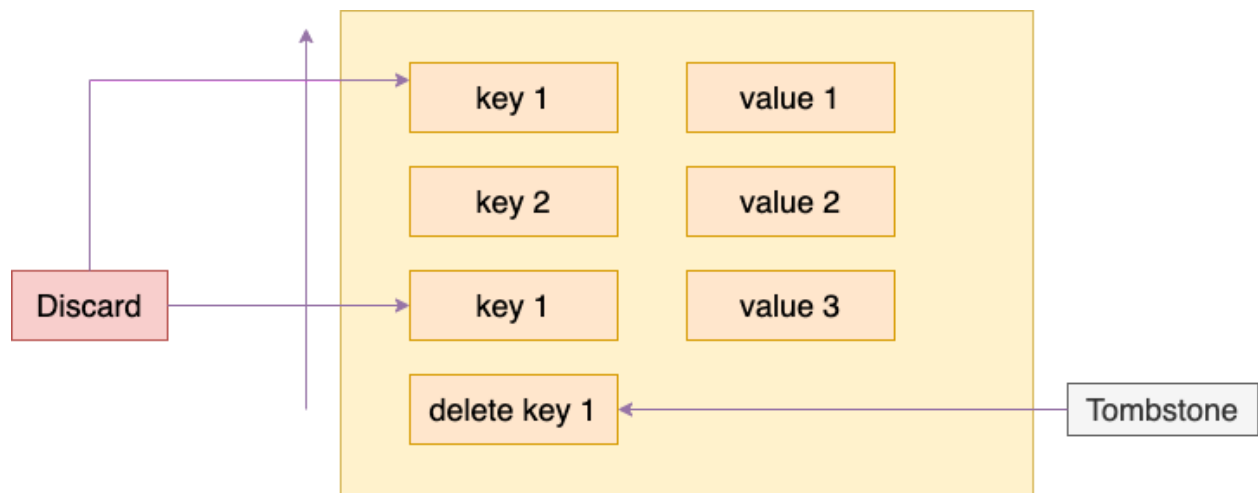 key 1
value 1
key 2
value 2
Discard
key 1
value 3
delete key 1
Tombstone